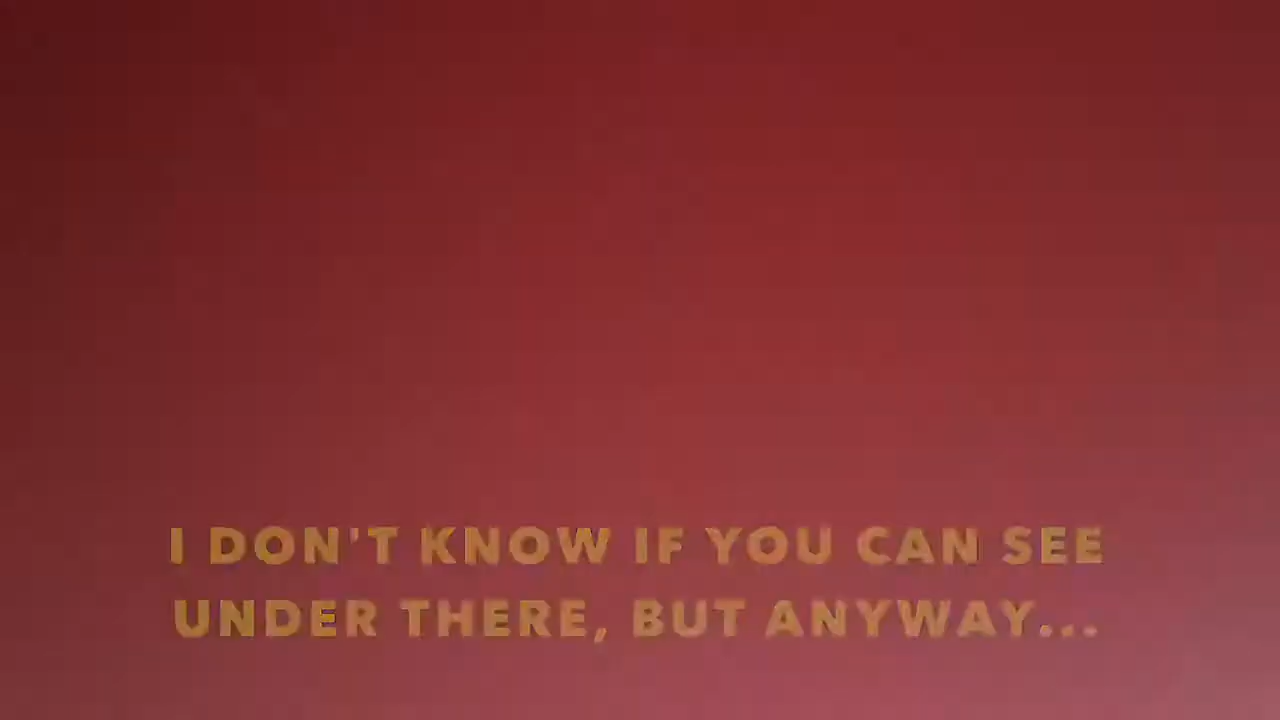 I DON'T KNOW IF YOU CAN SEE
UNDER THERE, BUT ANYWAY...